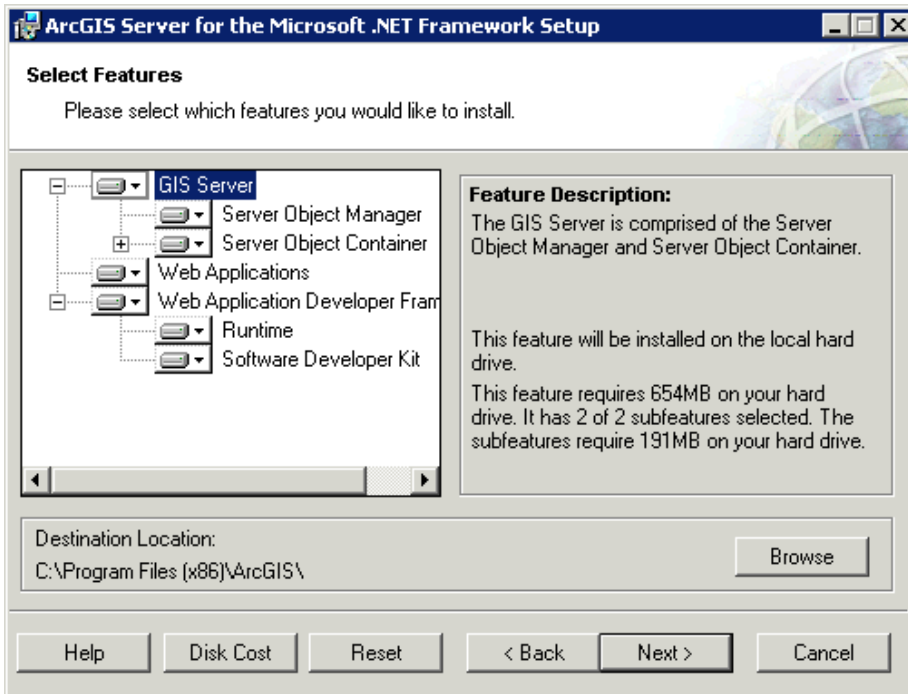 ArcGIS Server for the Microsoft .NET Framework Setup
Select Features
Please select which features you would like to install.
GIS Server
Server Object Manager
Server Object Container
Web Applications
Web Application Developer Fram
Runtime
Software Developer Kit
Feature Description:
The GIS Server is comprised of the Server
Object Manager and Server Object Container.
This feature will be installed on the local hard
drive.
This feature requires 654MB on your hard
drive. It has 2 of 2 subfeatures selected. The
subfeatures require 191MB on your hard drive.
Destination Location:
C:\Program Files (x86)\ArcGIS\
Browse
Help
Disk Cost
Reset
< Back
Next >
Cancel